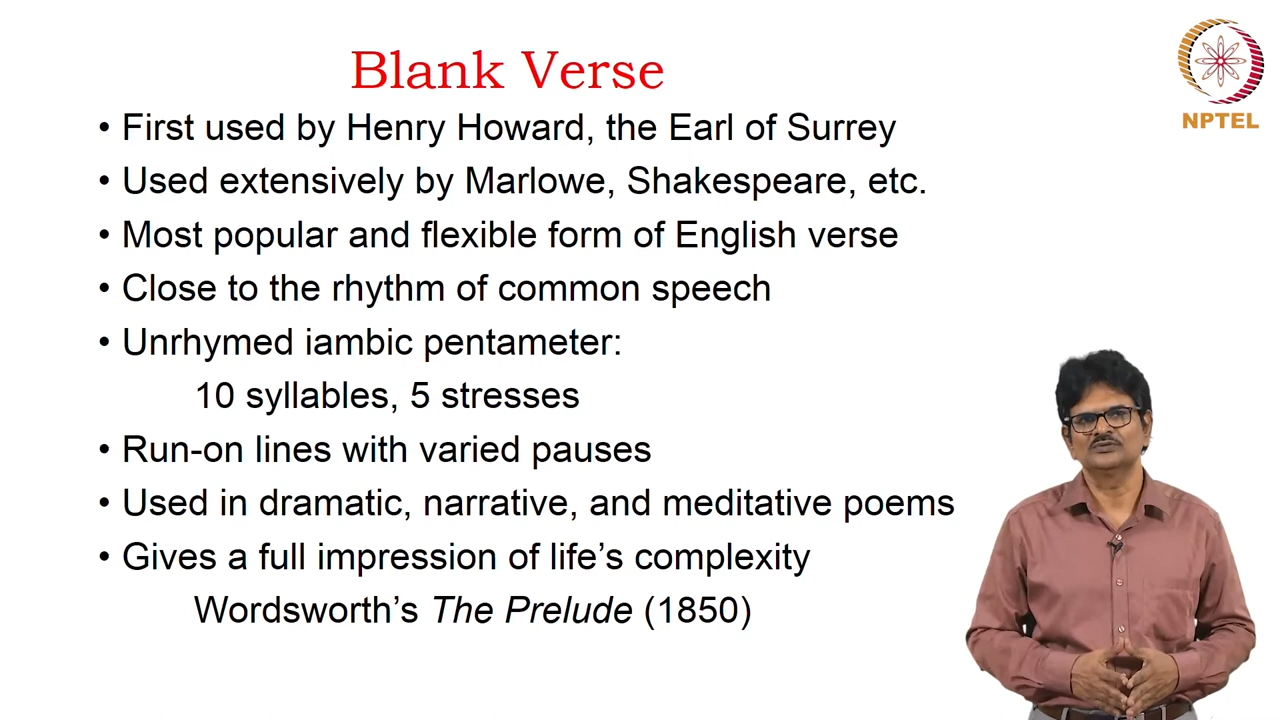 Blank Verse
NPTEL
• First used by Henry Howard, the Earl of Surrey
• Used extensively by Marlowe, Shakespeare, etc.
• Most popular and flexible form of English verse
• Close to the rhythm of common speech
• Unrhymed iambic pentameter:
10 syllables, 5 stresses
• Run-on lines with varied pauses
• Used in dramatic, narrative, and meditative poems
• Gives a full impression of life’s complexity
Wordsworth’s The Prelude (1850)